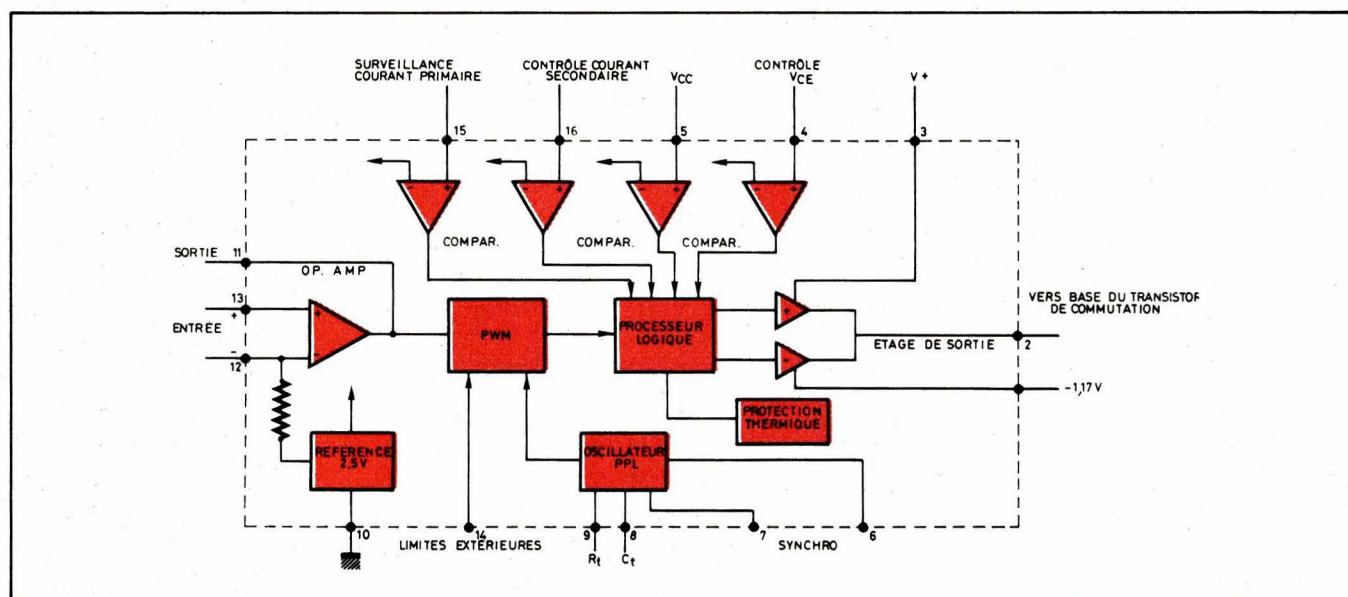 SURVEILLANCE
COURANT PRIMAIRE
CONTRÔLE COURANT
SECONDAIRE
VCC
CONTRÔLE
VCE
V +
15
16
5
4
3
- +
- +
- +
- +
COMPAR.
COMPAR.
COMPAR.
SORTIE
11
OP. AMP
13
+
ENTRÉE
-
12
+
-
PWM
PROCESSEUR
LOGIQUE
+
-
ETAGE DE SORTIE
VERS BASE DU TRANSISTOR
DE COMMUTATION
2
-1,17 V
PROTECTION
THERMIQUE
RÉFÉRENCE
2,5V
OSCILLATEUR
PPL
10
LIMITES EXTÉRIEURES
14
9
8
7
SYNCHRO
6
Rt
Ct